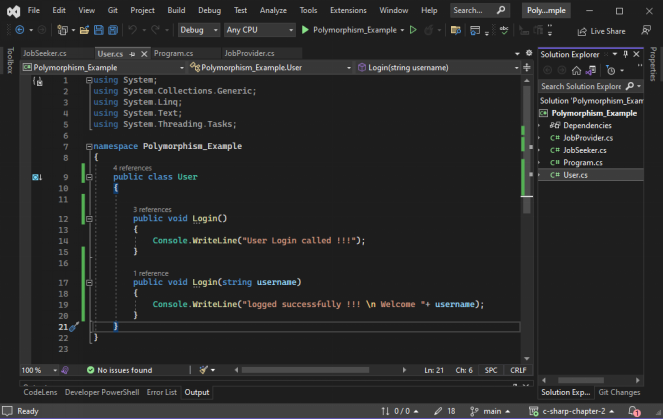 File Edit View Git Project Build Debug Test Analyze Tools Extensions Window Help Search Poly...mple
Debug Any CPU Polymorphism_Example Live Share
Toolbox
JobSeeker.cs User.cs Program.cs JobProvider.cs
Polymorphism_Example Polymorphism_Example.User Login(string username)
1 using System;
2 using System.Collections.Generic;
3 using System.Linq;
4 using System.Text;
5 using System.Threading.Tasks;
6
7 namespace Polymorphism_Example
8 {
4 references
9 public class User
10 {
11
3 references
12 public void Login()
13 {
14 Console.WriteLine("User Login called !!!");
15 }
16
1 reference
17 public void Login(string username)
18 {
19 Console.WriteLine("logged successfully !!! \n Welcome "+ username);
20 }
21 }
22 }
23
100 % No issues found Ln: 21 Ch: 6 SPC CRLF
CodeLens Developer PowerShell Error List Output
Solution Explorer
Search Solution Explorer
Solution 'Polymorphism_Exam
Polymorphism_Example
Dependencies
C# JobProvider.cs
C# JobSeeker.cs
C# Program.cs
C# User.cs
Solution Exp... Git Changes
Properties
Ready 0 / 0 18 main c-sharp-chapter-2 1